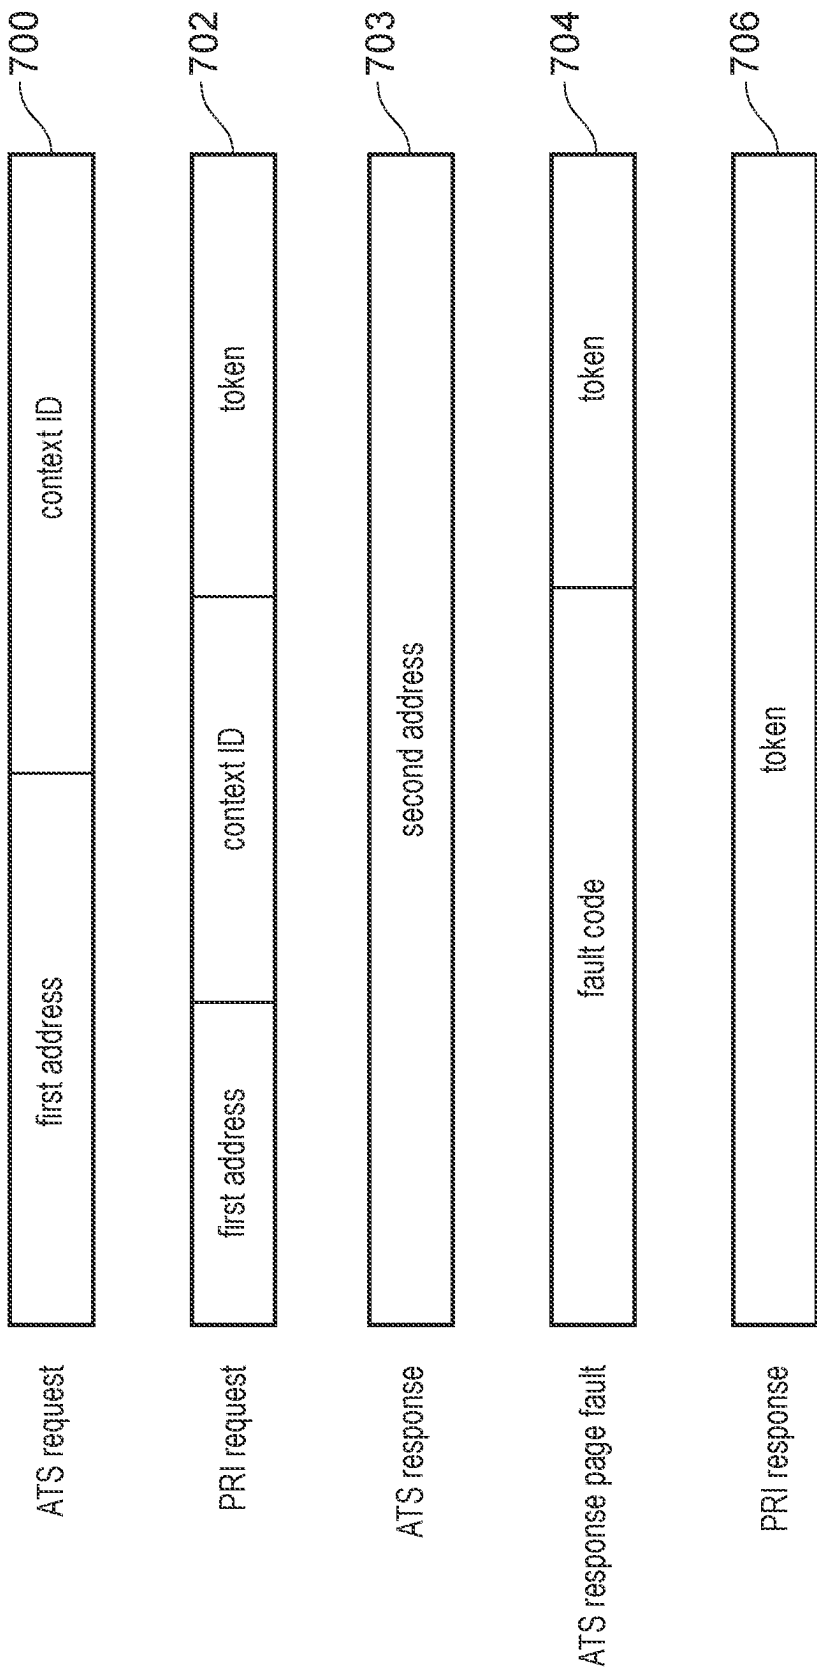 ATS request
first address
context ID
700
PRI request
first address
context ID
token
702
ATS response
second address
703
ATS response page fault
fault code
token
704
PRI response
token
706